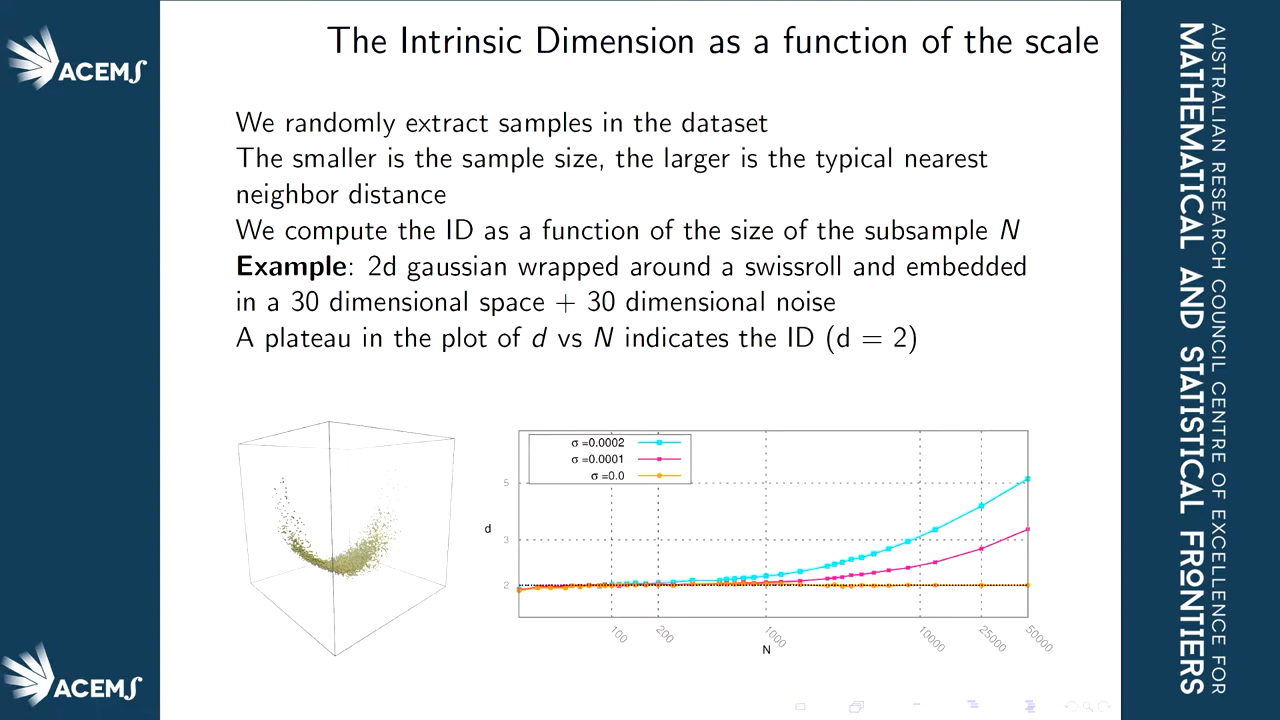 The Intrinsic Dimension as a function of the scale
ACEMS
We randomly extract samples in the dataset
The smaller is the sample size, the larger is the typical nearest
neighbor distance
We compute the ID as a function of the size of the subsample N
Example: 2d gaussian wrapped around a swissroll and embedded
in a 30 dimensional space + 30 dimensional noise
A plateau in the plot of d vs N indicates the ID (d = 2)
σ =0.0002
σ =0.0001
σ =0.0
5
d
3
2
100
200
1000
10000
25000
50000
N
ACEMS
AUSTRALIAN RESEARCH COUNCIL CENTRE OF EXCELLENCE FOR
MATHEMATICAL AND STATISTICAL FRONTIERS